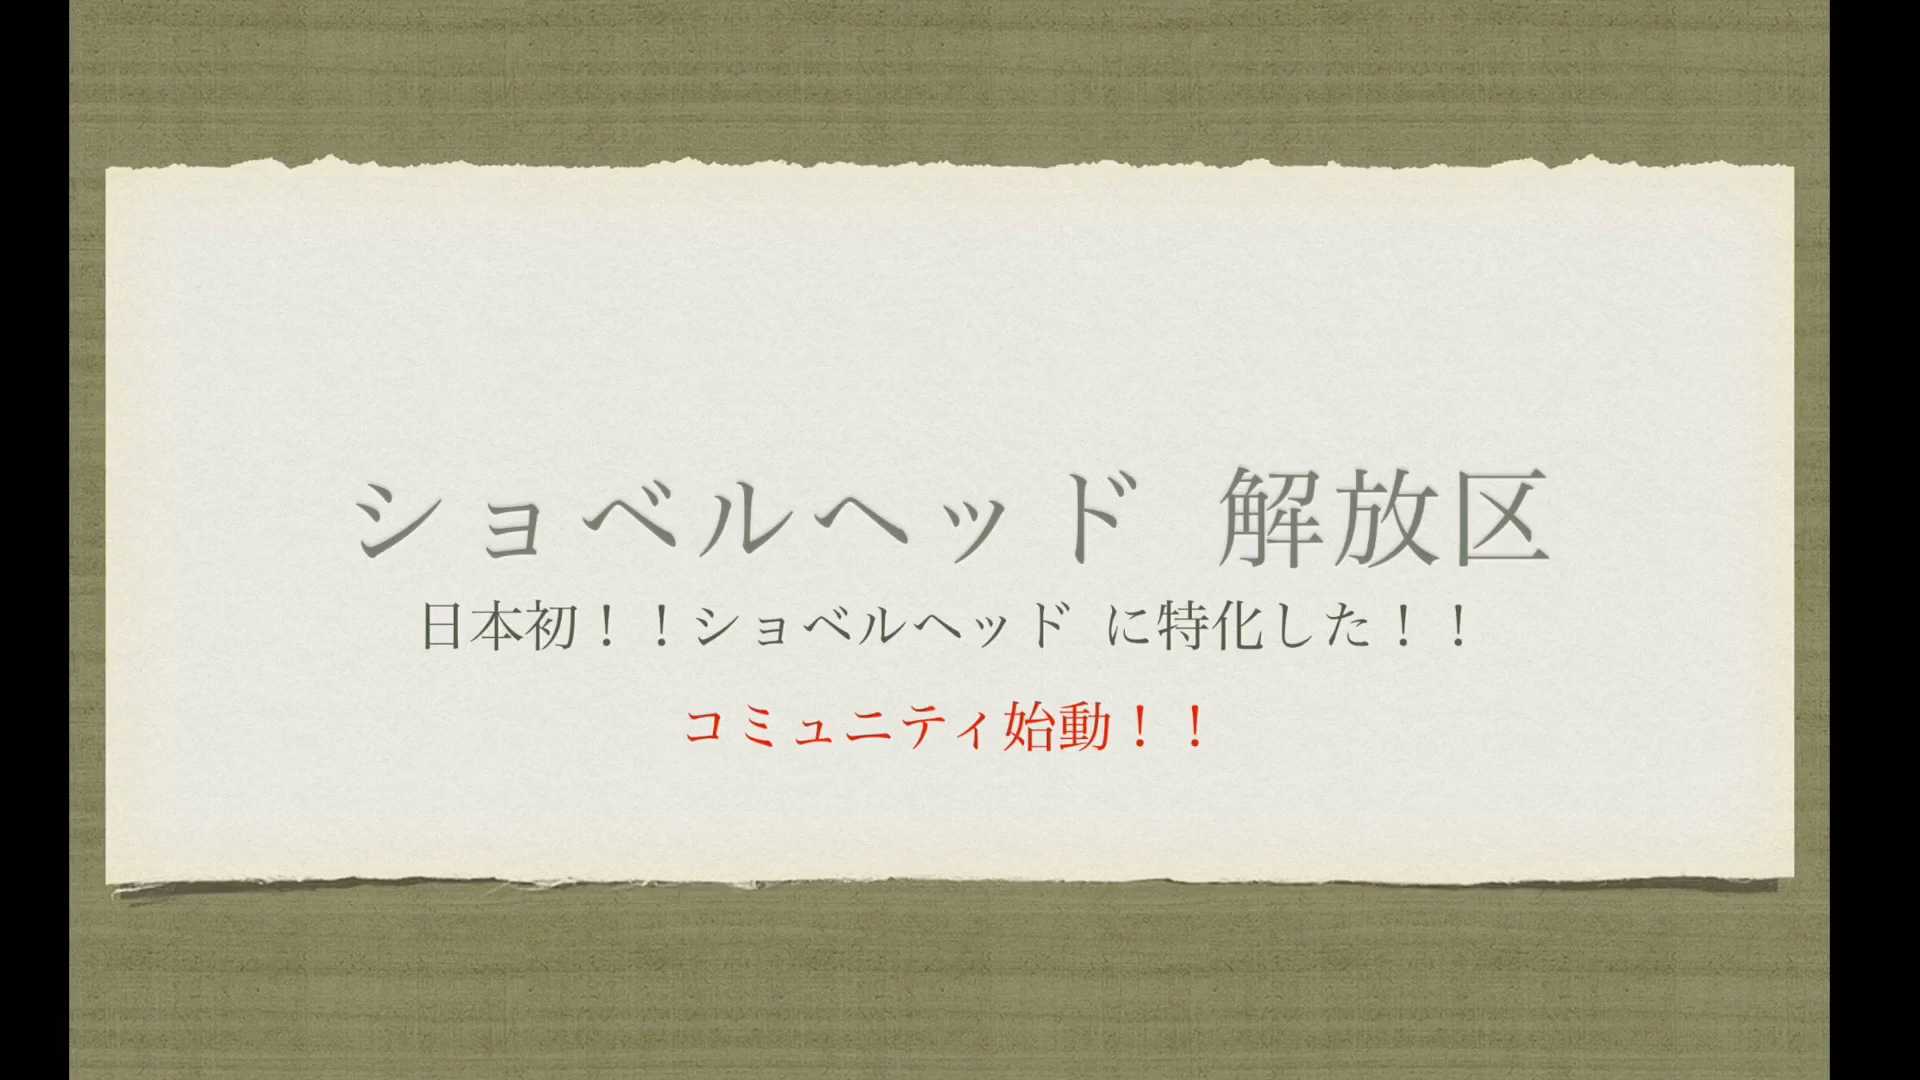 ショベルヘッド 解放区
日本初！！ショベルヘッド に特化した！！
コミュニティ始動！！